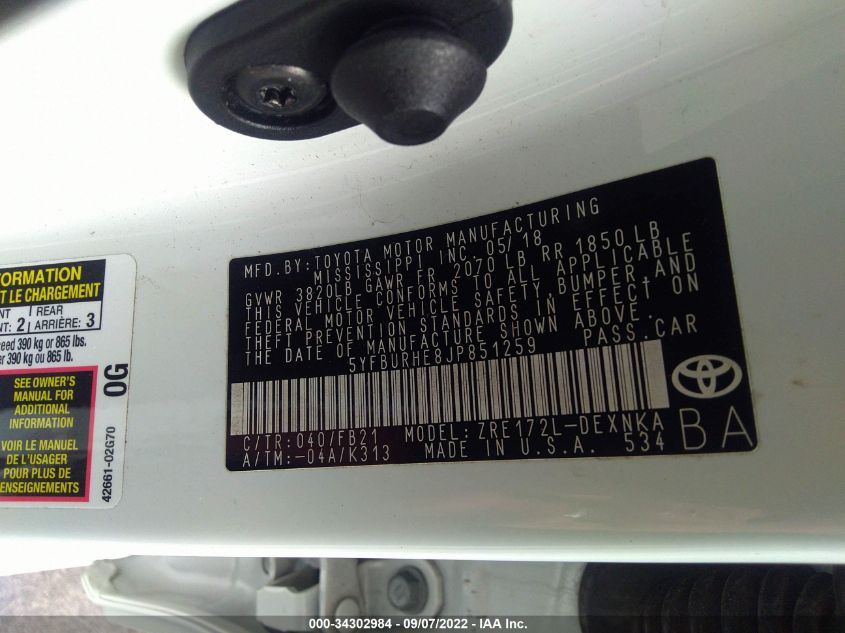 MFD. BY: TOYOTA MOTOR MANUFACTURING
MISSISSIPPI INC. 05/18
GVWR 3820LB GAWR FR 2070 LB RR 1850 LB
THIS VEHICLE CONFORMS TO ALL APPLICABLE
FEDERAL MOTOR VEHICLE SAFETY, BUMPER, AND
THEFT PREVENTION STANDARDS IN EFFECT ON
THE DATE OF MANUFACTURE SHOWN ABOVE.
5YFBURHE8JP851259 PASS. CAR
C/TR: 040/FB21 MODEL: ZRE172L-DEXNKA
A/TM: -04A/K313 MADE IN U.S.A. 534
BA
FORMATION
T LE CHARGEMENT
NT REAR
NT: 2 ARRIÈRE: 3
ceed 390 kg or 865 lbs.
er 390 kg ou 865 lb.
SEE OWNER'S
MANUAL FOR
ADDITIONAL
INFORMATION
VOIR LE MANUEL
DE L'USAGER
POUR PLUS DE
ENSEIGNEMENTS
0G
42661-02G70
000-34302984 - 09/07/2022 - IAA Inc.